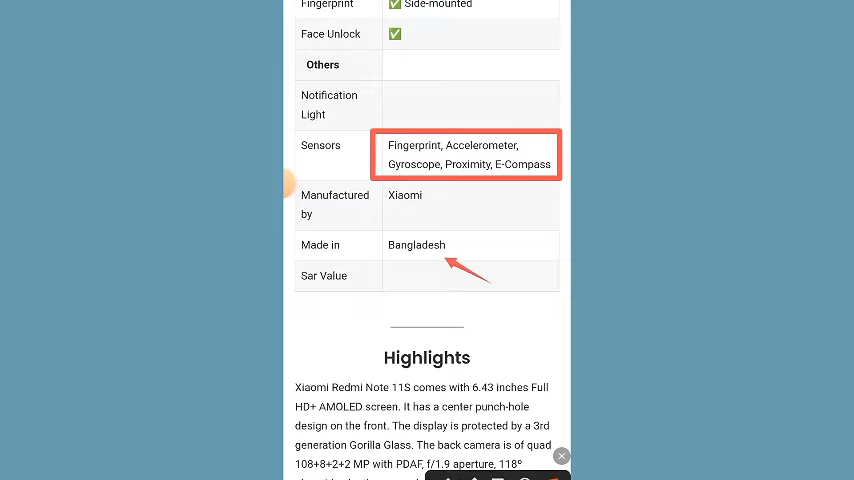 Fingerprint ✅ Side-mounted
Face Unlock ✅
Others
Notification
Light
Sensors Fingerprint, Accelerometer,
Gyroscope, Proximity, E-Compass
Manufactured Xiaomi
by
Made in Bangladesh
Sar Value
Highlights
Xiaomi Redmi Note 11S comes with 6.43 inches Full
HD+ AMOLED screen. It has a center punch-hole
design on the front. The display is protected by a 3rd
generation Gorilla Glass. The back camera is of quad
108+8+2+2 MP with PDAF, f/1.9 aperture, 118º